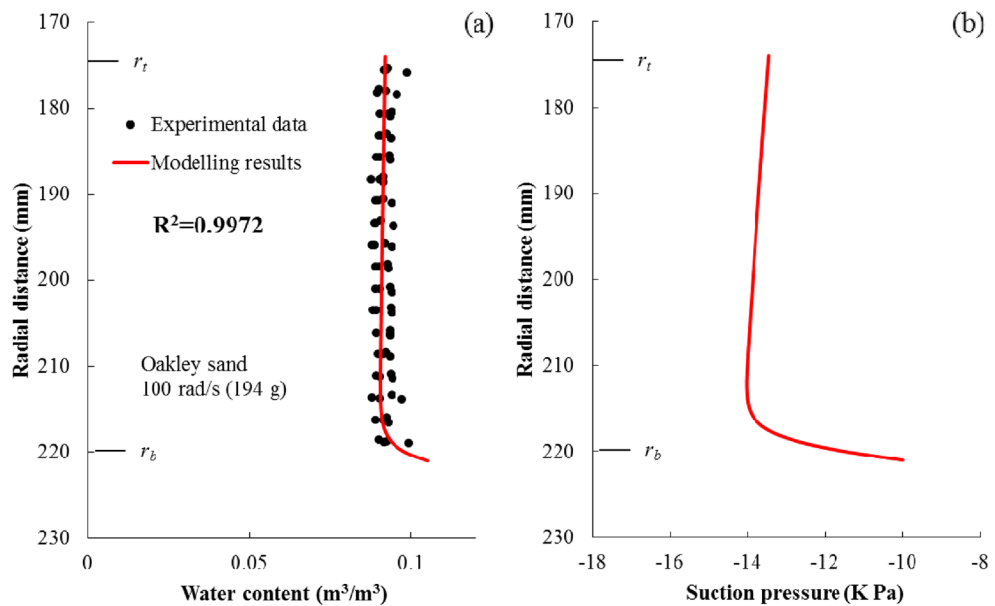 (a)
170
180
190
200
210
220
230
Radial distance (mm)
r_t
Experimental data
Modelling results
R²=0.9972
Oakley sand
100 rad/s (194 g)
r_b
0
0.05
0.1
Water content (m³/m³)
(b)
170
180
190
200
210
220
230
Radial distance (mm)
r_t
r_b
-18
-16
-14
-12
-10
-8
Suction pressure (K Pa)